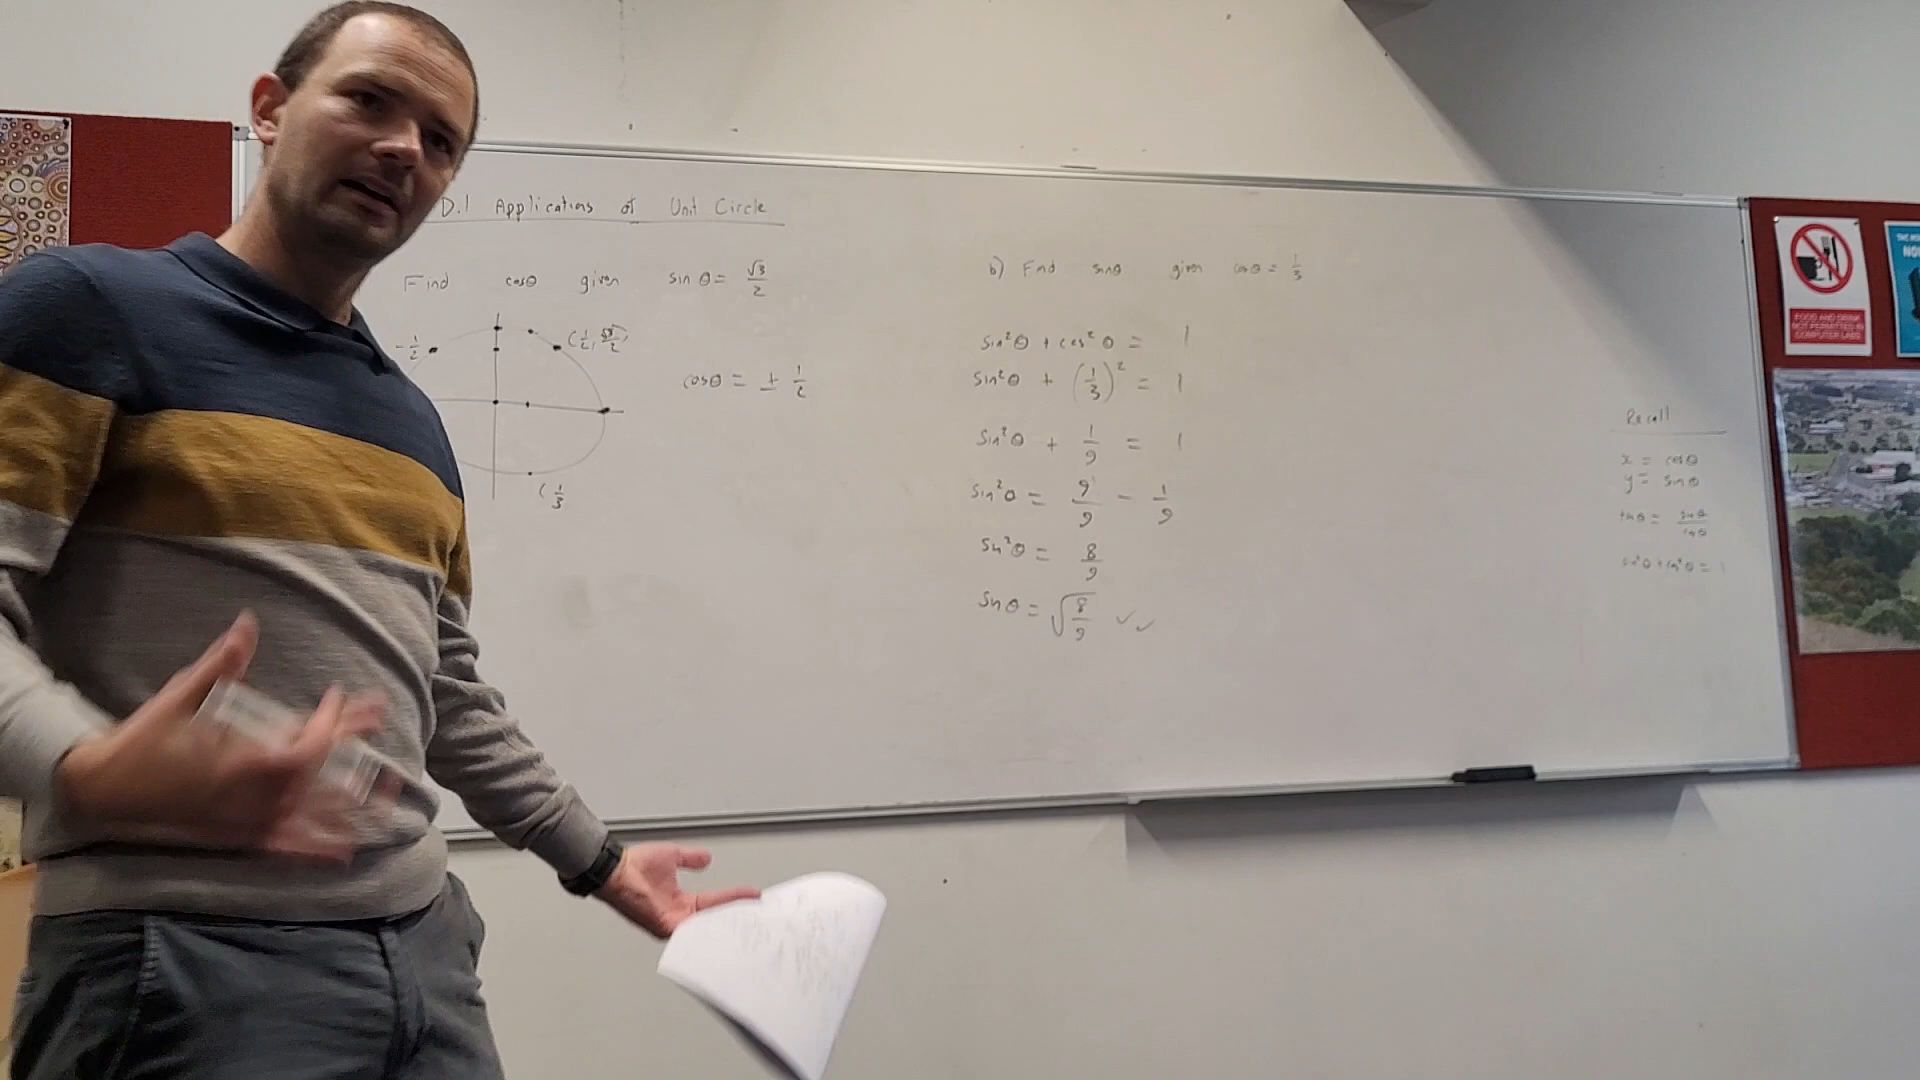 D.1 Applications of Unit Circle
Find cosθ given sin θ = √3/2
-1/2
(1/2, √3/2)
cosθ = ± 1/2
(1/3
b) Find sinθ given cosθ = 1/3
sin²θ + cos²θ = 1
sin²θ + (1/3)² = 1
sin²θ + 1/9 = 1
sin²θ = 9/9 - 1/9
sin²θ = 8/9
sinθ = √(8/9) ✓✓
Recall
x = cosθ
y = sinθ
tanθ = sinθ/cosθ
sin²θ + cos²θ = 1
FOOD AND DRINK
NOT PERMITTED IN
COMPUTER LABS